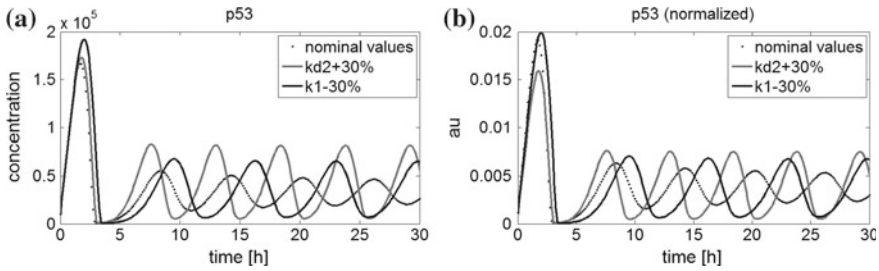 (a)
p53
2
x 10⁵
1.5
1
0.5
0
concentration
nominal values
kd2+30%
k1-30%
0 5 10 15 20 25 30
time [h]
(b)
p53 (normalized)
0.02
0.015
0.01
0.005
0
au
nominal values
kd2+30%
k1-30%
0 5 10 15 20 25 30
time [h]